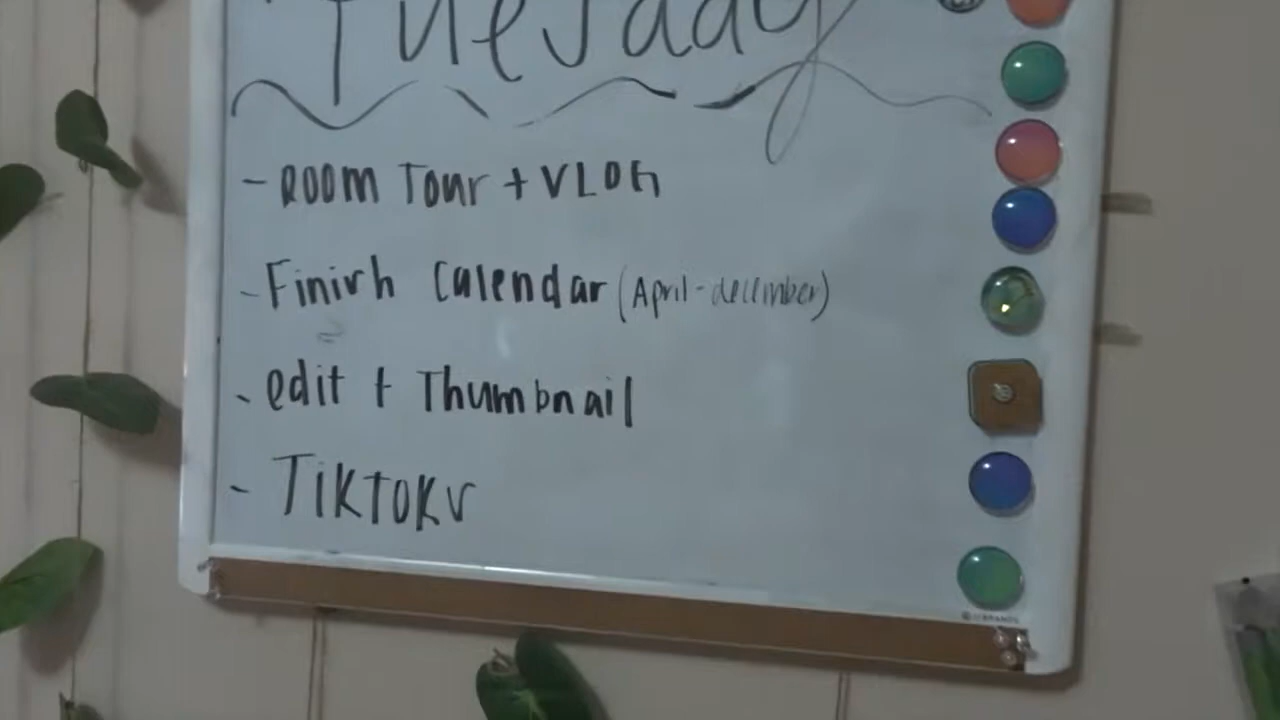 Tuesday
- ROOM Tour + VLOG
- Finish calendar (April - december)
- edit + Thumbnail
- TIKTOKs